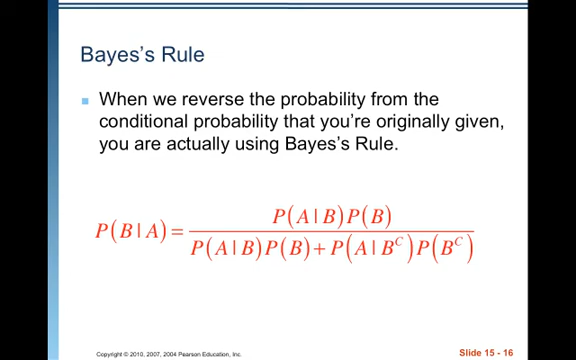 Bayes’s Rule
When we reverse the probability from the
conditional probability that you’re originally given,
you are actually using Bayes’s Rule.
P(B | A) = P(A | B)P(B) / P(A | B)P(B) + P(A | B^C)P(B^C)
Copyright © 2010, 2007, 2004 Pearson Education, Inc.
Slide 15 - 16